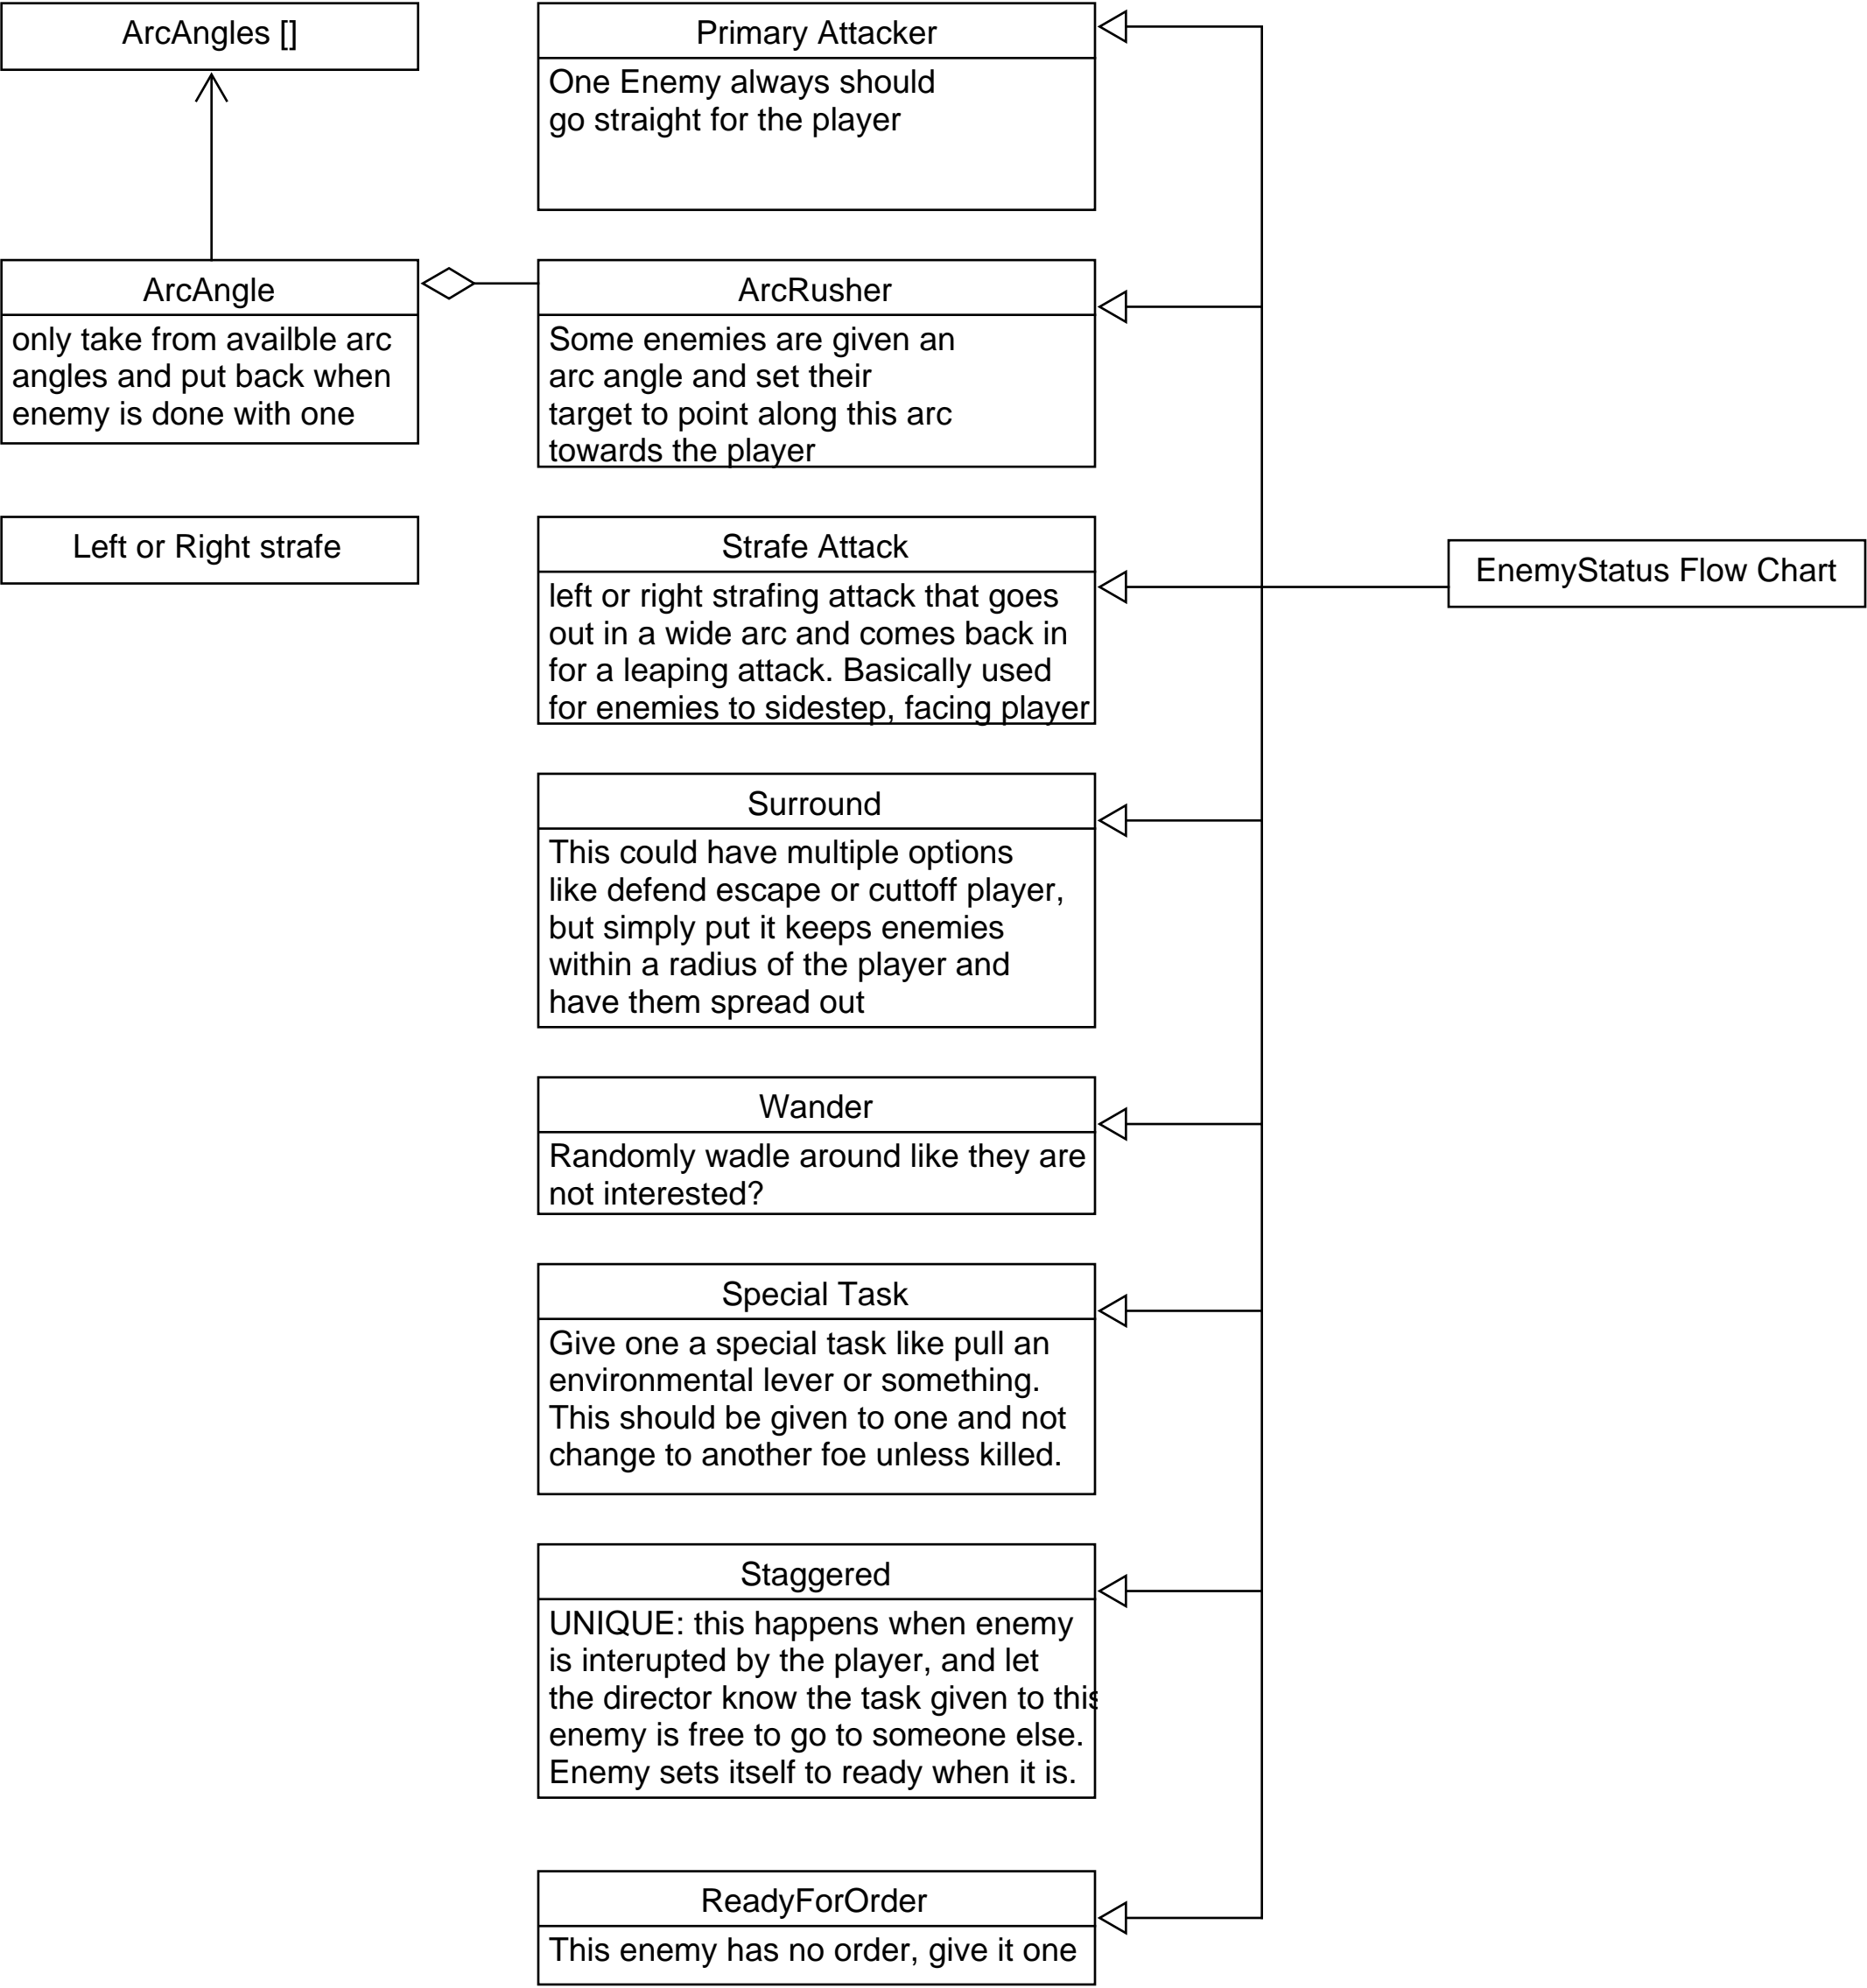 ArcAngles []
Primary Attacker
One Enemy always should
go straight for the player
ArcAngle
only take from availble arc
angles and put back when
enemy is done with one
ArcRusher
Some enemies are given an
arc angle and set their
target to point along this arc
towards the player
Left or Right strafe
Strafe Attack
left or right strafing attack that goes
out in a wide arc and comes back in
for a leaping attack. Basically used
for enemies to sidestep, facing player
EnemyStatus Flow Chart
Surround
This could have multiple options
like defend escape or cuttoff player,
but simply put it keeps enemies
within a radius of the player and
have them spread out
Wander
Randomly wadle around like they are
not interested?
Special Task
Give one a special task like pull an
environmental lever or something.
This should be given to one and not
change to another foe unless killed.
Staggered
UNIQUE: this happens when enemy
is interupted by the player, and let
the director know the task given to this
enemy is free to go to someone else.
Enemy sets itself to ready when it is.
ReadyForOrder
This enemy has no order, give it one